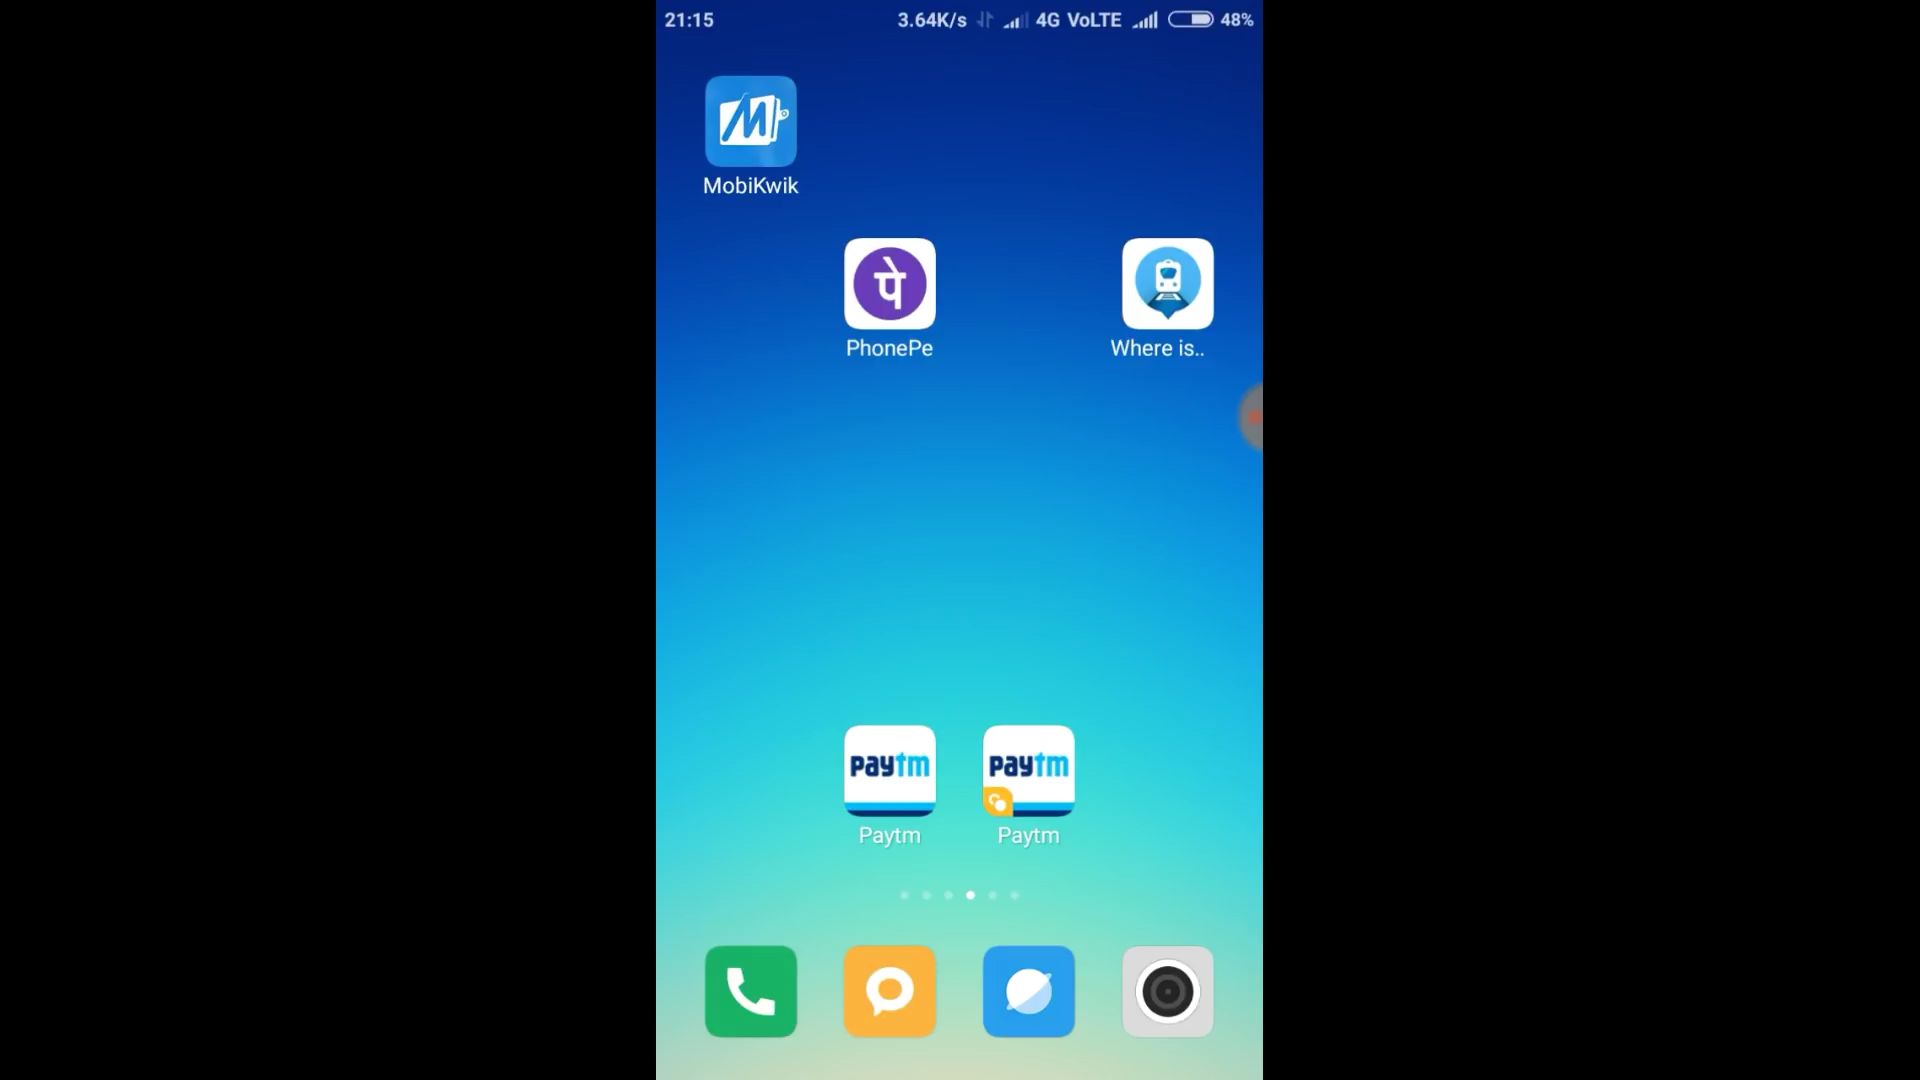 21:15 3.64K/s 4G VoLTE 48%
M
MobiKwik
पे
PhonePe Where is..
paytm paytm
Paytm Paytm